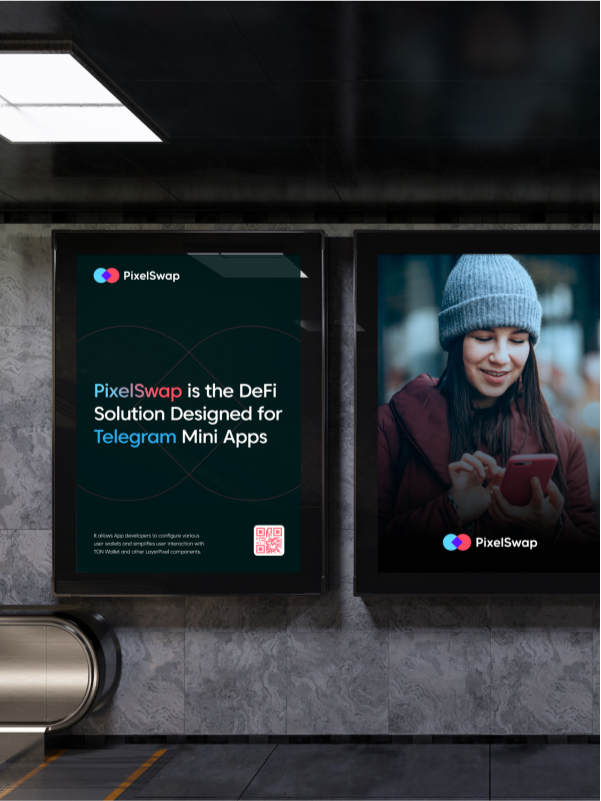 PixelSwap
PixelSwap is the DeFi
Solution Designed for
Telegram Mini Apps
It allows App developers to configure various
user wallets and simplifies user interaction with
TON Wallet and other LayerPixel components.
PixelSwap